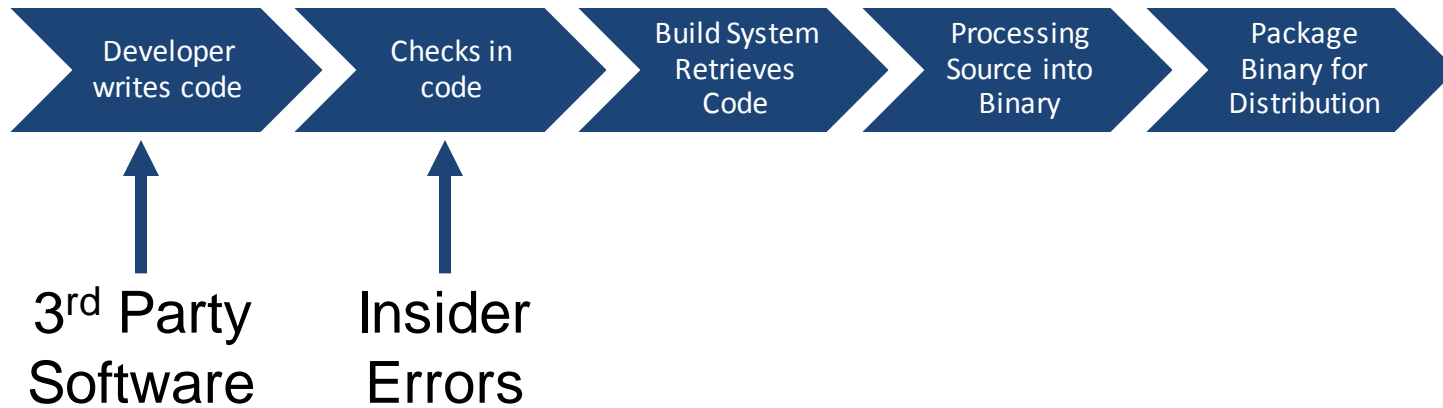 Developer
writes code
Checks in
code
Build System
Retrieves
Code
Processing
Source into
Binary
Package
Binary for
Distribution
3rd Party
Software
Insider
Errors